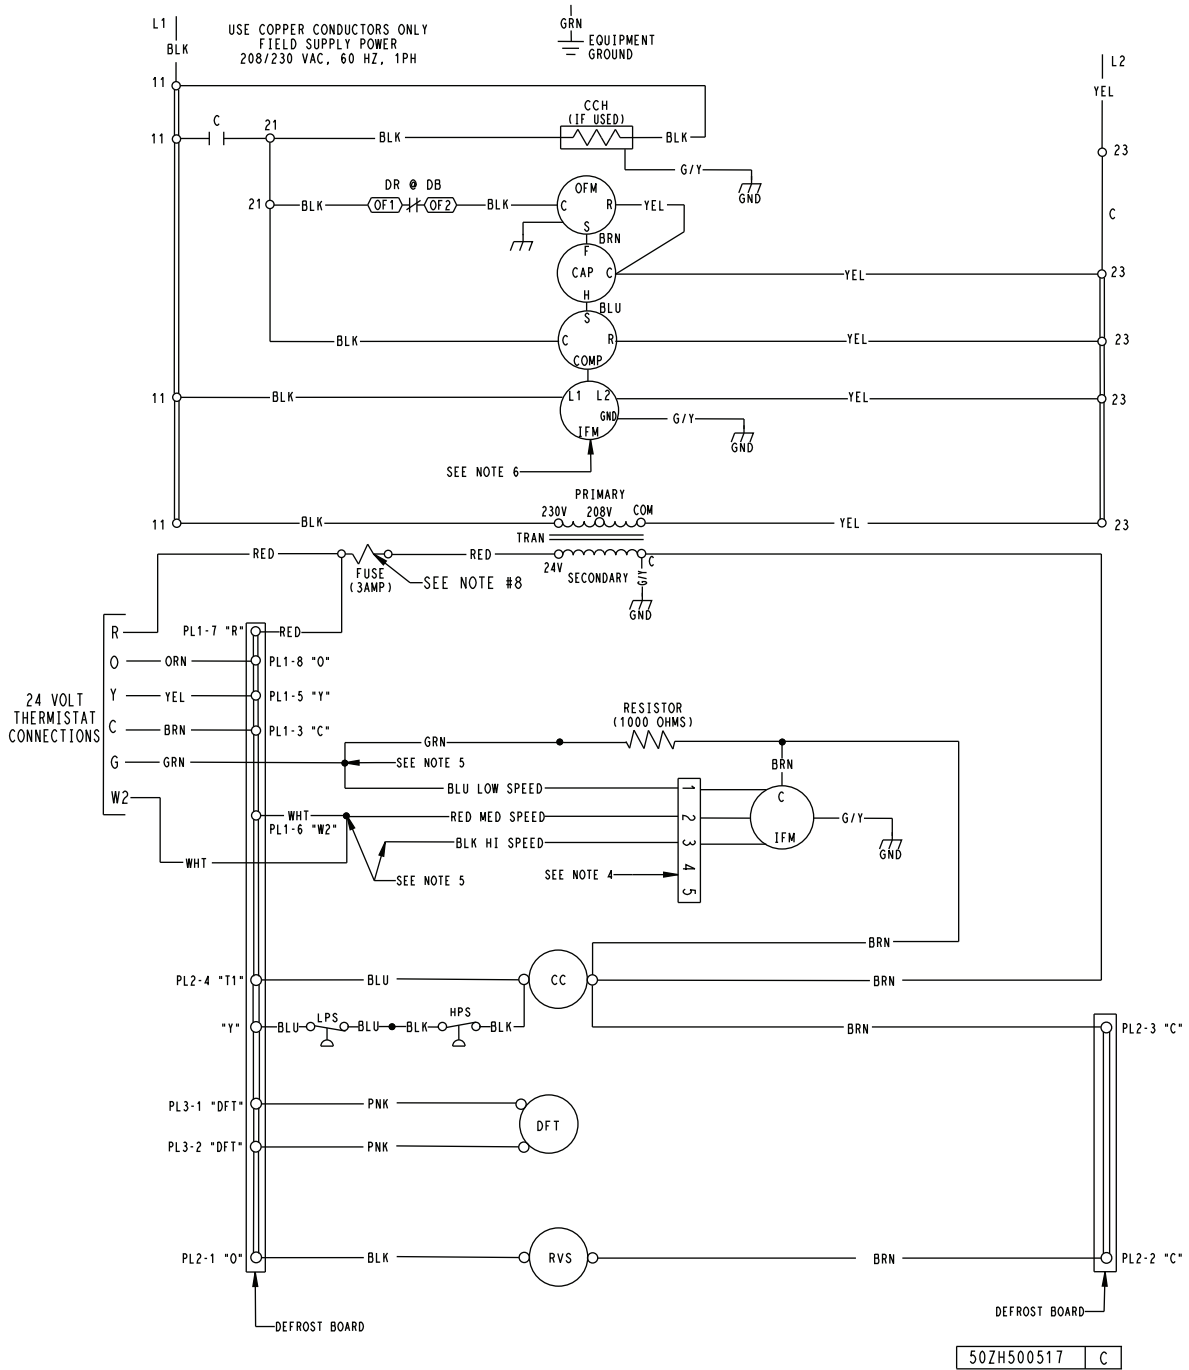 L1
BLK
USE COPPER CONDUCTORS ONLY
FIELD SUPPLY POWER
208/230 VAC, 60 HZ, 1PH
GRN
EQUIPMENT
GROUND
L2
YEL
11
CCH
(IF USED)
11
C
21
BLK
BLK
23
G/Y
GND
DR @ DB
21
BLK
OF1
OF2
BLK
OFM
C
R
S
YEL
C
BRN
F
CAP
C
H
YEL
23
BLU
S
C
R
COMP
BLK
YEL
23
11
BLK
L1
L2
GND
IFM
YEL
23
G/Y
GND
SEE NOTE 6
PRIMARY
230V
208V
COM
11
BLK
YEL
23
TRAN
RED
RED
24V
SECONDARY
C
G/Y
GND
FUSE
(3AMP)
SEE NOTE #8
24 VOLT
THERMISTAT
CONNECTIONS
R
PL1-7 "R"
RED
O
ORN
PL1-8 "O"
Y
YEL
PL1-5 "Y"
C
BRN
PL1-3 "C"
G
GRN
W2
WHT
PL1-6 "W2"
WHT
RESISTOR
(1000 OHMS)
GRN
SEE NOTE 5
BRN
BLU LOW SPEED
1
C
RED MED SPEED
2
IFM
G/Y
GND
BLK HI SPEED
3
SEE NOTE 5
SEE NOTE 4
4
5
BRN
PL2-4 "T1"
BLU
CC
BRN
"Y"
BLU
LPS
BLU
BLK
HPS
BLK
BRN
PL2-3 "C"
PL3-1 "DFT"
PNK
DFT
PL3-2 "DFT"
PNK
PL2-1 "O"
BLK
RVS
BRN
PL2-2 "C"
DEFROST BOARD
DEFROST BOARD
50ZH500517
C